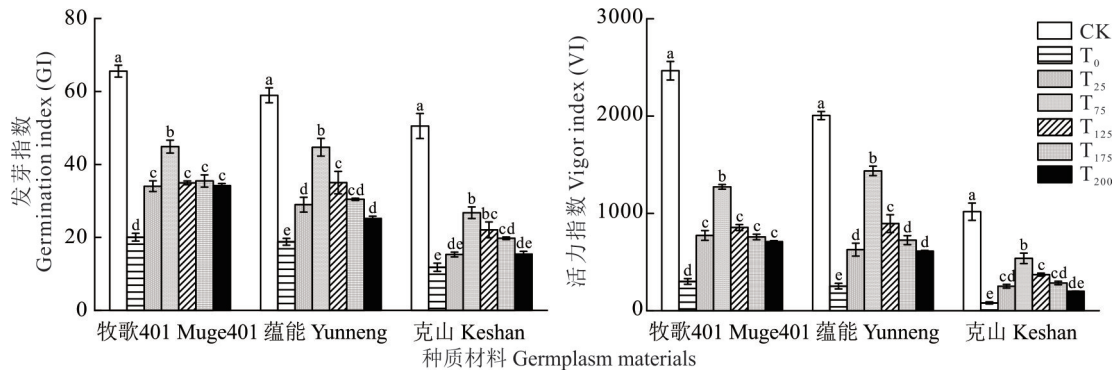 发芽指数
Germination index (GI)
80
60
40
20
0
a
d
c
b
c
c
c
a
e
d
b
c
cd
d
a
e
de
b
bc
cd
de
牧歌401 Muge401 蕴能 Yunneng 克山 Keshan
活力指数 Vigor index (VI)
3000
2000
1000
0
a
d
c
b
c
c
c
a
e
d
b
c
d
d
a
e
cd
b
c
cd
de
牧歌401 Muge401 蕴能 Yunneng 克山 Keshan
CK
T0
T25
T75
T125
T175
T200
种质材料 Germplasm materials